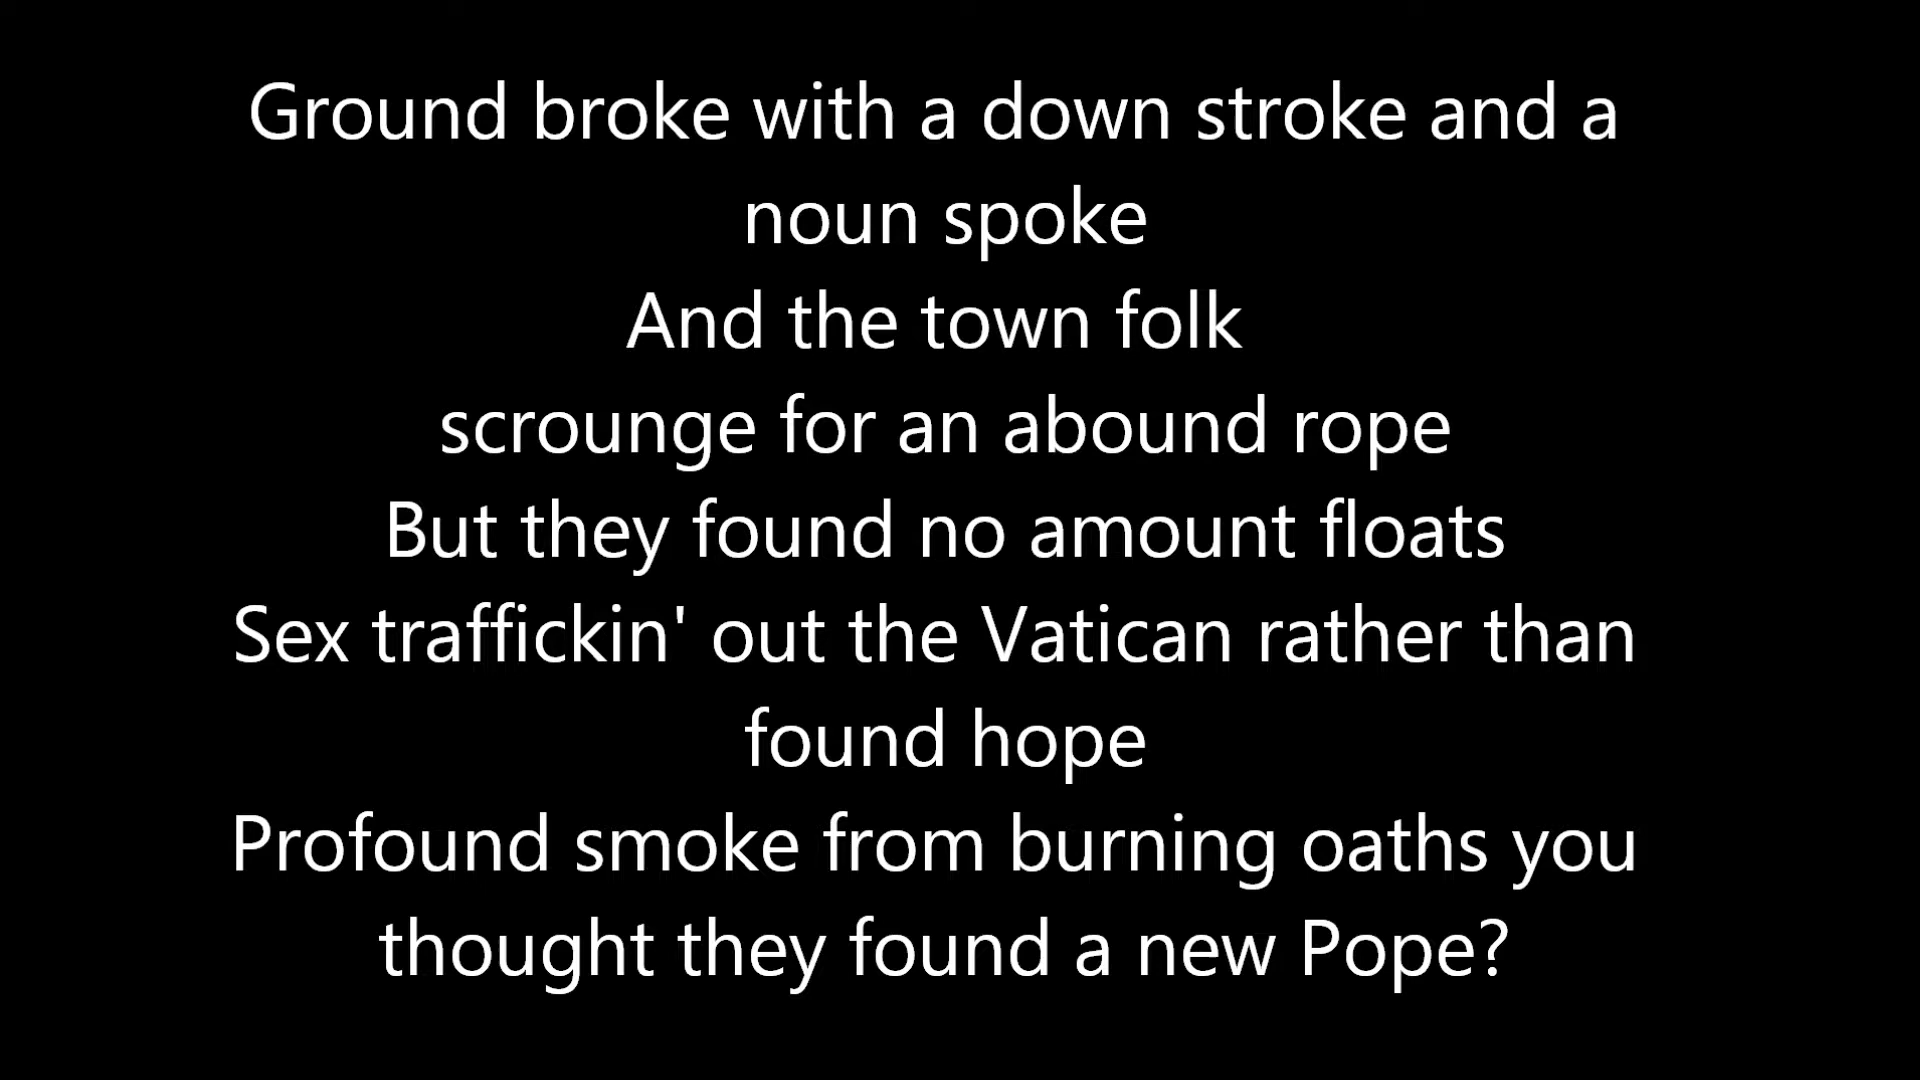 Ground broke with a down stroke and a
noun spoke
And the town folk
scrounge for an abound rope
But they found no amount floats
Sex traffickin' out the Vatican rather than
found hope
Profound smoke from burning oaths you
thought they found a new Pope?